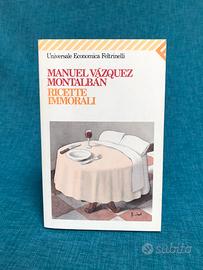 Universale Economica Feltrinelli
MANUEL VÁZQUEZ
MONTALBÁN
RICETTE
IMMORALI
subito